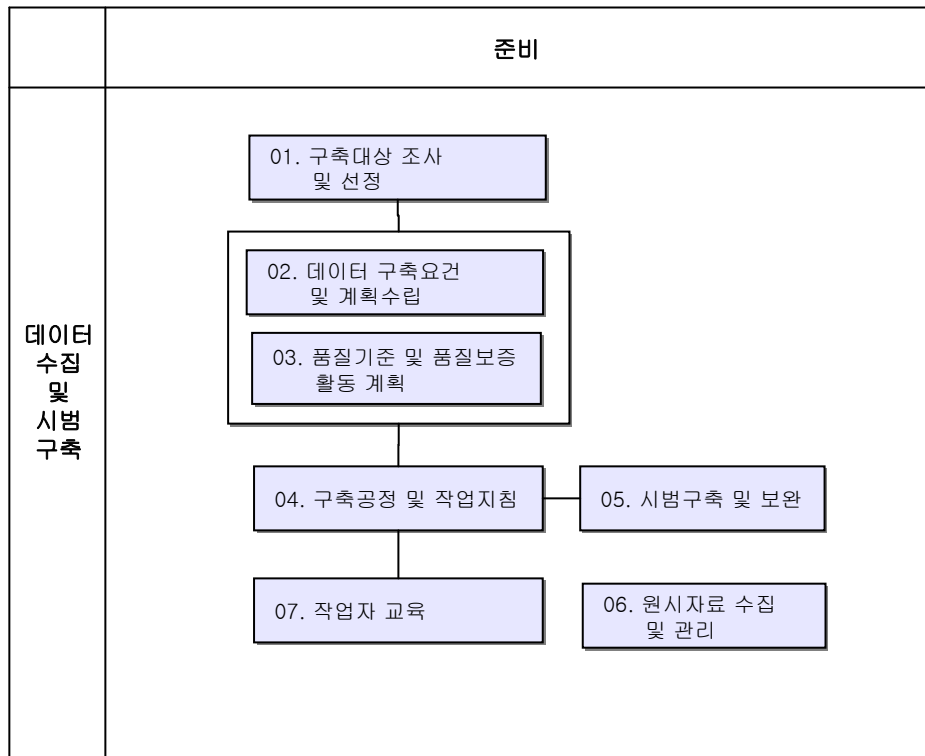 준비
데이터
수집
및
시범
구축
01. 구축대상 조사
및 선정
02. 데이터 구축요건
및 계획수립
03. 품질기준 및 품질보증
활동 계획
04. 구축공정 및 작업지침
05. 시범구축 및 보완
07. 작업자 교육
06. 원시자료 수집
및 관리